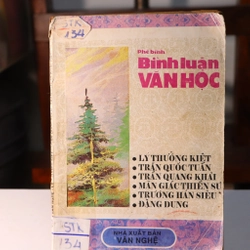 STK
134
Phê bình
Bình luận
VĂN HỌC
• LÝ THƯỜNG KIỆT
• TRẦN QUỐC TUẤN
• TRẦN QUANG KHẢI
• MÃN GIÁC THIỀN SƯ
• TRƯƠNG HÁN SIÊU
• ĐẶNG DUNG
NHÀ XUẤT BẢN
VĂN NGHỆ
STK
134